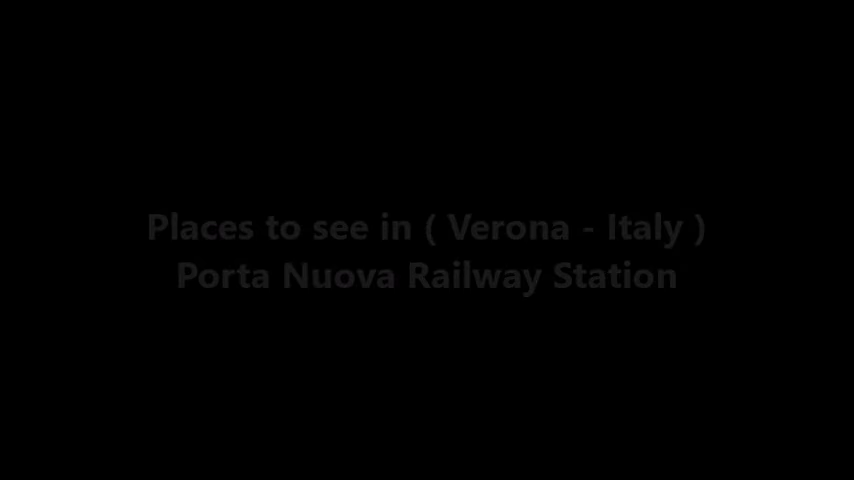 Places to see in ( Verona - Italy )
Porta Nuova Railway Station